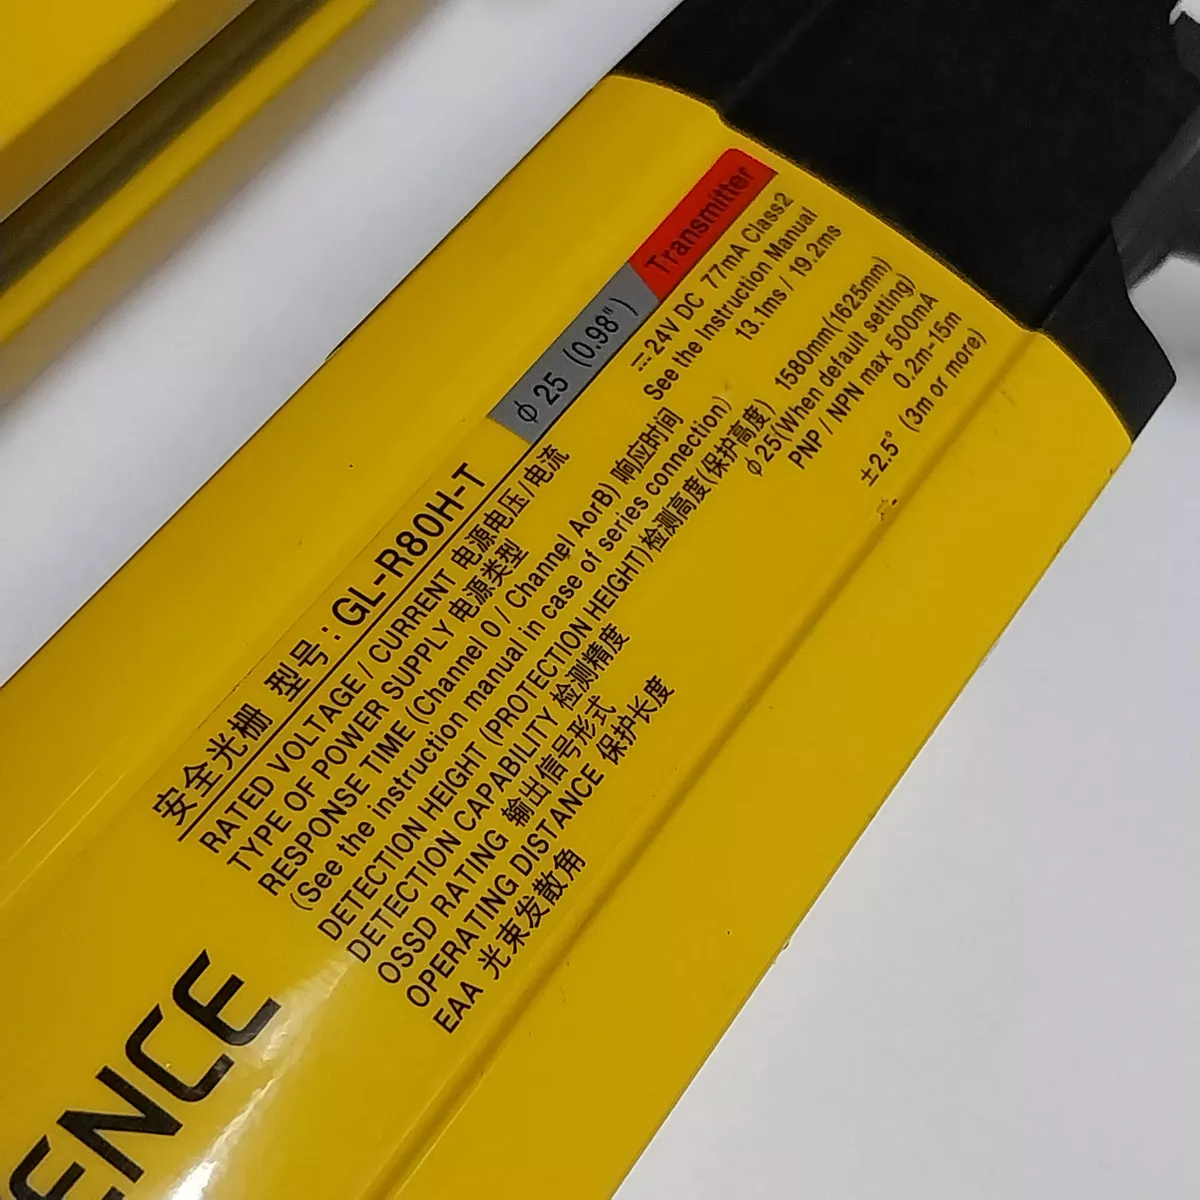 Transmitter
ϕ 25 (0.98")
安全光栅 型号: GL-R80H-T
RATED VOLTAGE / CURRENT 电源电压/电流 ⎓24V DC 77mA Class2
TYPE OF POWER SUPPLY 电源类型 See the Instruction Manual
RESPONSE TIME (Channel 0 / Channel AorB) 响应时间 13.1ms / 19.2ms
(See the instruction manual in case of series connection)
DETECTION HEIGHT (PROTECTION HEIGHT)检测高度(保护高度) 1580mm(1625mm)
DETECTION CAPABILITY 检测精度 ϕ25(When default setting)
OSSD RATING 输出信号形式 PNP / NPN max 500mA
OPERATING DISTANCE 保护长度 0.2m-15m
EAA 光束发散角 ±2.5° (3m or more)
ENCE